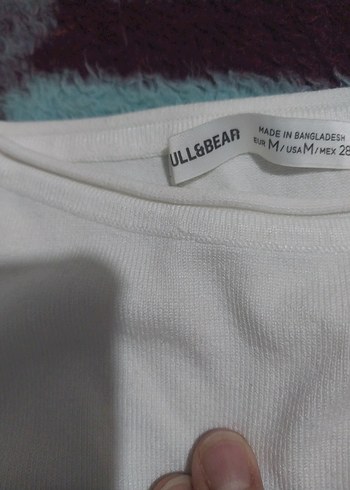 ULL&BEAR
MADE IN BANGLADESH
EUR M / USA M / MEX 28